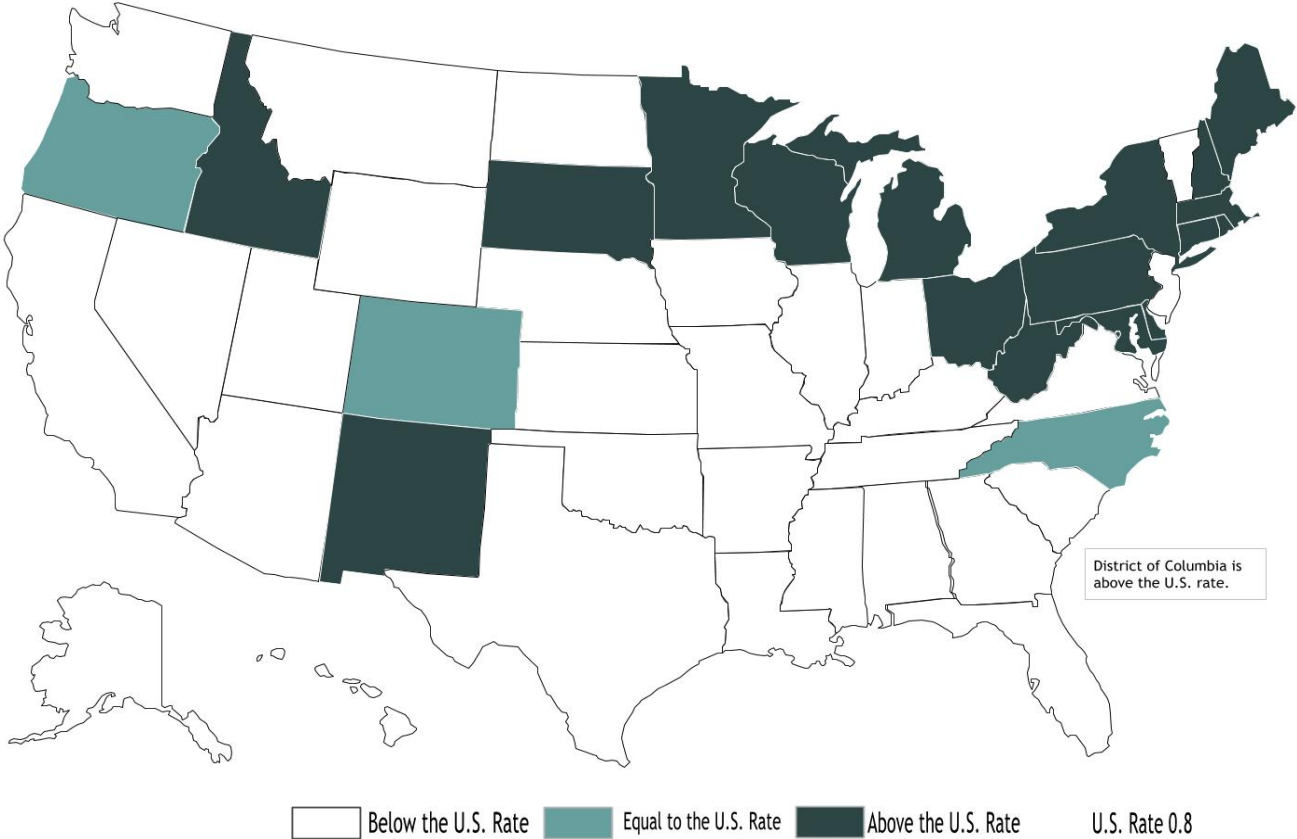 District of Columbia is
above the U.S. rate.
Below the U.S. Rate
Equal to the U.S. Rate
Above the U.S. Rate
U.S. Rate 0.8